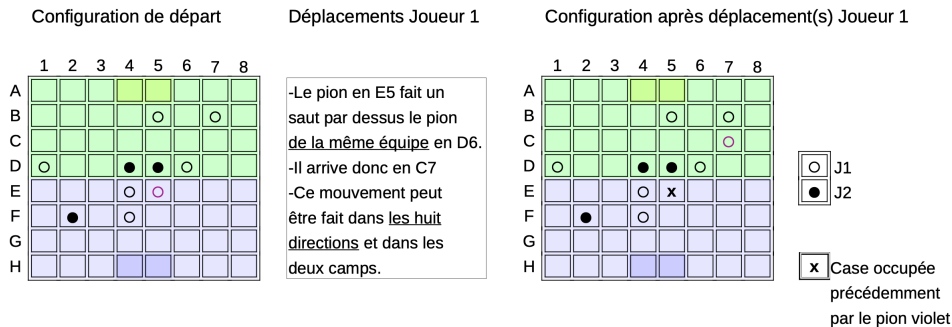 Configuration de départ
Déplacements Joueur 1
Configuration après déplacement(s) Joueur 1
1 2 3 4 5 6 7 8
A
B
C
D
E
F
G
H
-Le pion en E5 fait un
saut par dessus le pion
de la même équipe en D6.
-Il arrive donc en C7
-Ce mouvement peut
être fait dans les huit
directions et dans les
deux camps.
1 2 3 4 5 6 7 8
A
B
C
D
E
x
F
G
H
J1
J2
x Case occupée
précédemment
par le pion violet